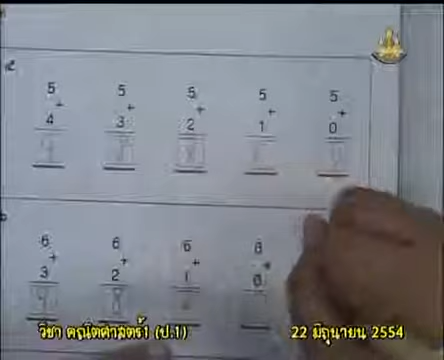 5 5 5 5 5
+ + + + +
4 3 2 1 0
6 6 6 6
+ + + +
3 2 1 0
วิชา คณิตศาสตร์1 (ป.1) 22 มิถุนายน 2554